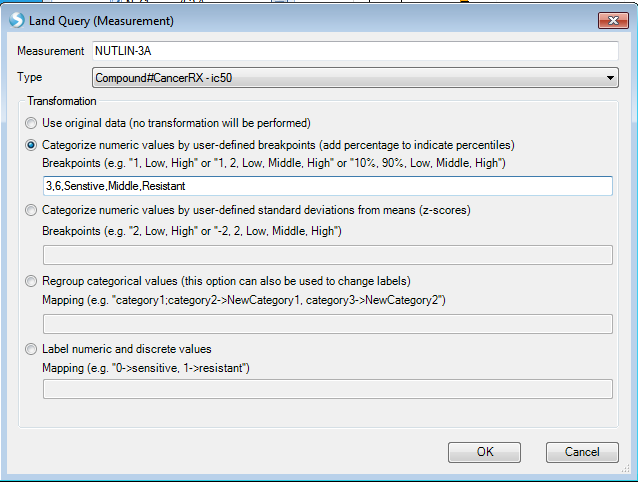 Land Query (Measurement)
Measurement NUTLIN-3A
Type Compound#CancerRX - ic50
Transformation
Use original data (no transformation will be performed)
Categorize numeric values by user-defined breakpoints (add percentage to indicate percentiles)
Breakpoints (e.g. "1, Low, High" or "1, 2, Low, Middle, High" or "10%, 90%, Low, Middle, High")
3,6,Senstive,Middle,Resistant
Categorize numeric values by user-defined standard deviations from means (z-scores)
Breakpoints (e.g. "2, Low, High" or "-2, 2, Low, Middle, High")
Regroup categorical values (this option can also be used to change labels)
Mapping (e.g. "category1;category2->NewCategory1, category3->NewCategory2")
Label numeric and discrete values
Mapping (e.g. "0->sensitive, 1->resistant")
OK Cancel